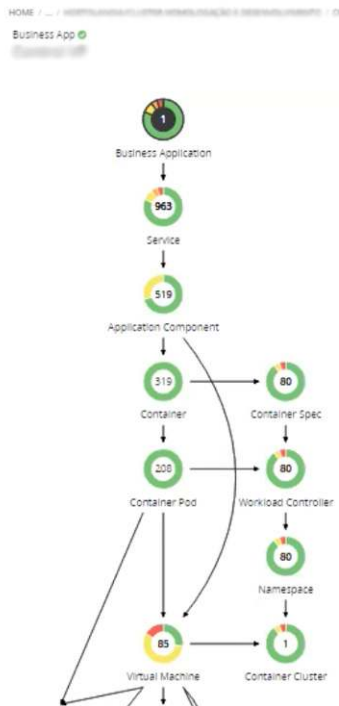 HOME / ... /
Business App
1
Business Application
963
Service
519
Application Component
319
80
Container
Container Spec
208
80
Container Pod
Workload Controller
80
Namespace
85
1
Virtual Machine
Container Cluster